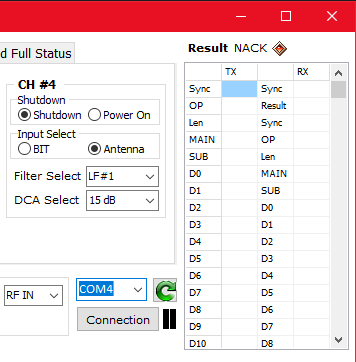 d Full Status
Result NACK
CH #4
Shutdown
Shutdown Power On
Input Select
BIT Antenna
Filter Select LF#1
DCA Select 15 dB
RF IN
COM4
Connection
TX RX
Sync Sync
OP Result
Len Sync
MAIN OP
SUB Len
D0 MAIN
D1 SUB
D2 D0
D3 D1
D4 D2
D5 D3
D6 D4
D7 D5
D8 D6
D9 D7
D10 D8